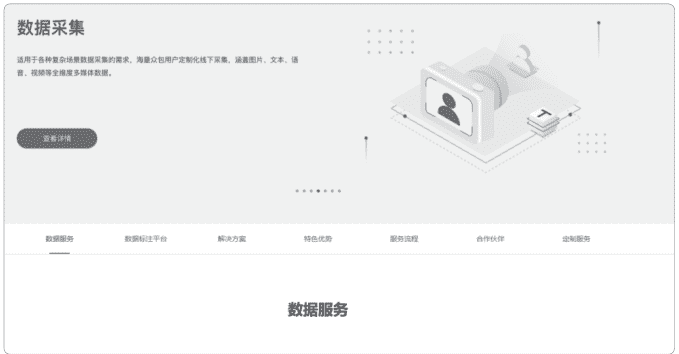 数据采集
适用于各种复杂场景数据采集的需求，海量众包用户定制化线下采集，涵盖图片、文本、语
音、视频等全维度多媒体数据。
查看详情
T
数据服务 数据标注平台 解决方案 特色优势 服务流程 合作伙伴 定制服务
数据服务